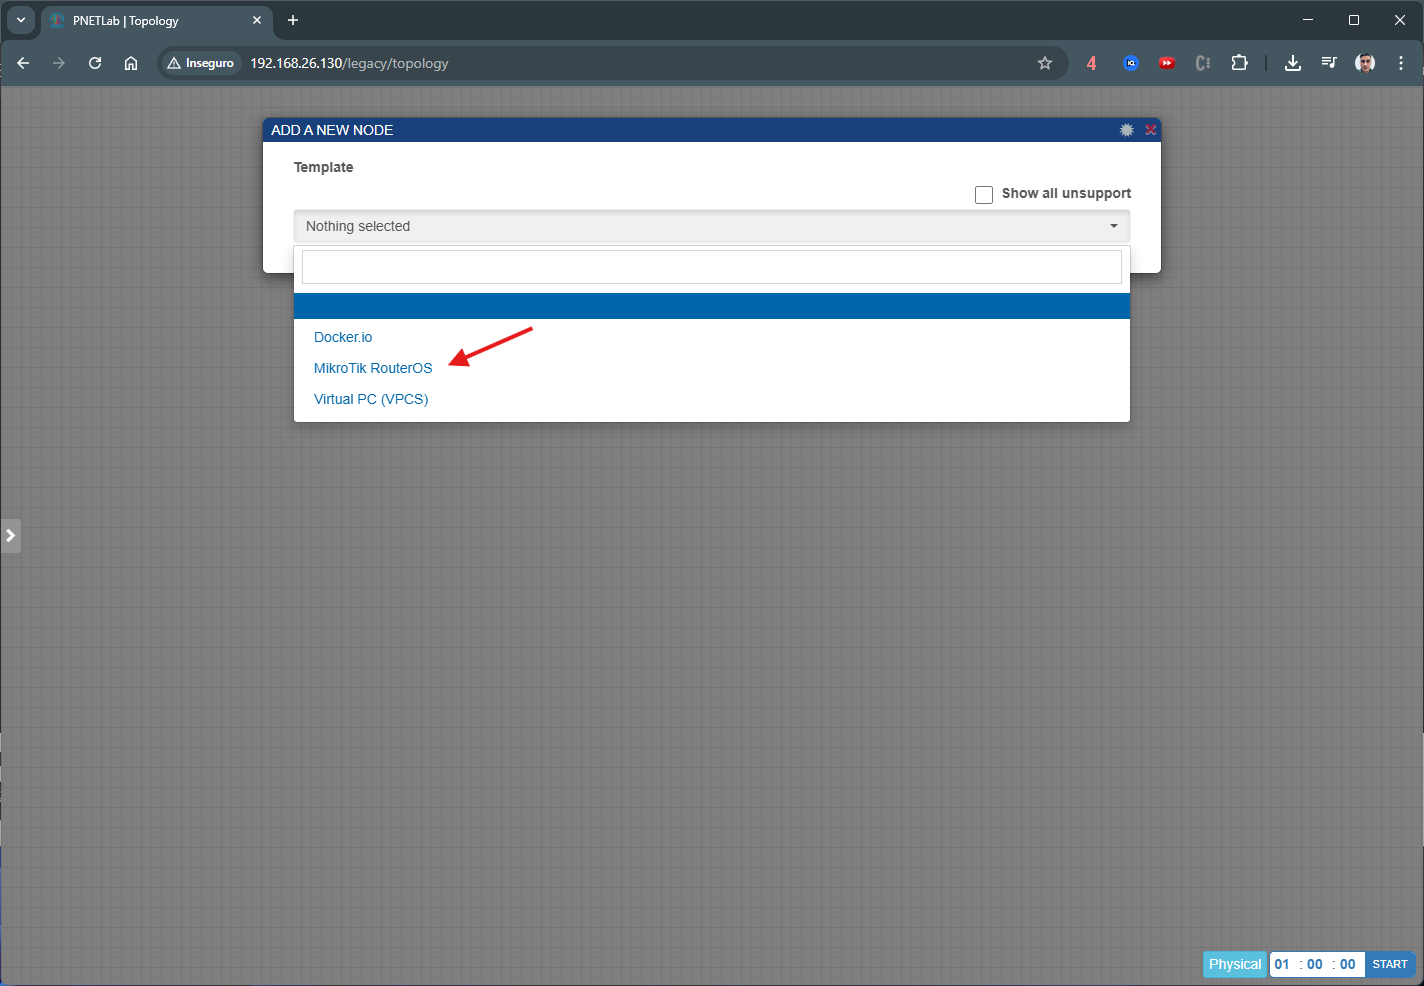 PNETLab | Topology
Inseguro
192.168.26.130/legacy/topology
4
ADD A NEW NODE
Template
Show all unsupport
Nothing selected
Docker.io
MikroTik RouterOS
Virtual PC (VPCS)
Physical
01 : 00 : 00
START